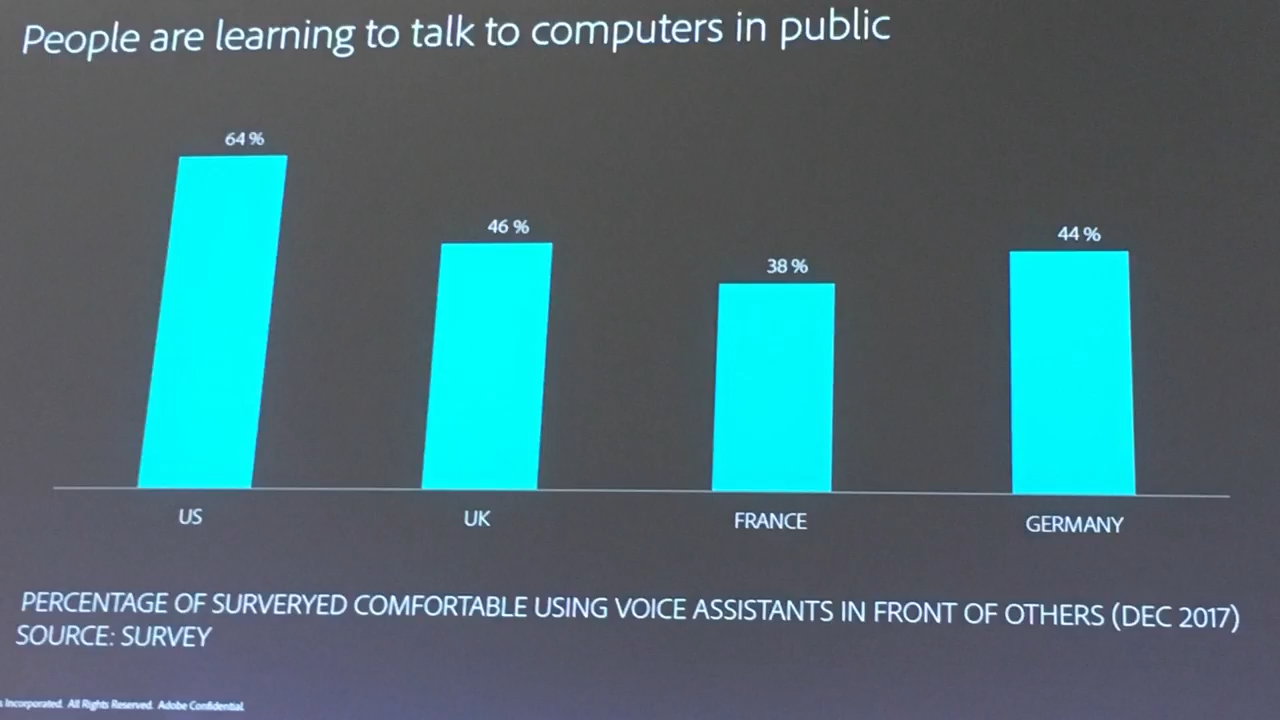 People are learning to talk to computers in public
64 %
46 %
38 %
44 %
US
UK
FRANCE
GERMANY
PERCENTAGE OF SURVERYED COMFORTABLE USING VOICE ASSISTANTS IN FRONT OF OTHERS (DEC 2017)
SOURCE: SURVEY
Incorporated. All Rights Reserved. Adobe Confidential.